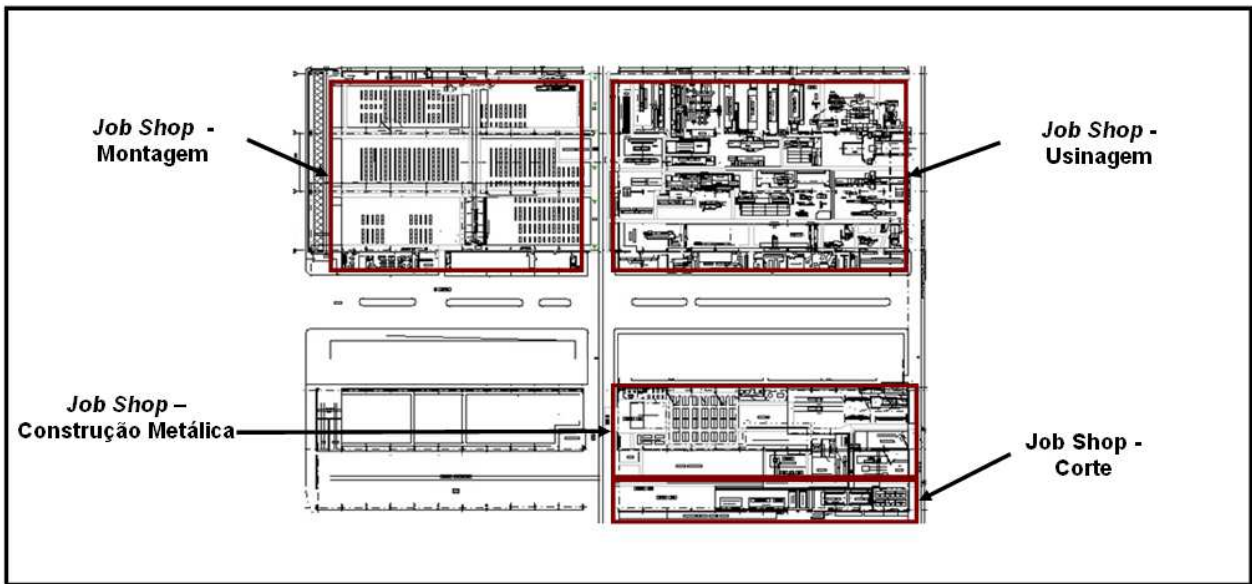 Job Shop -
Montagem
Job Shop -
Usinagem
Job Shop –
Construção Metálica
Job Shop -
Corte